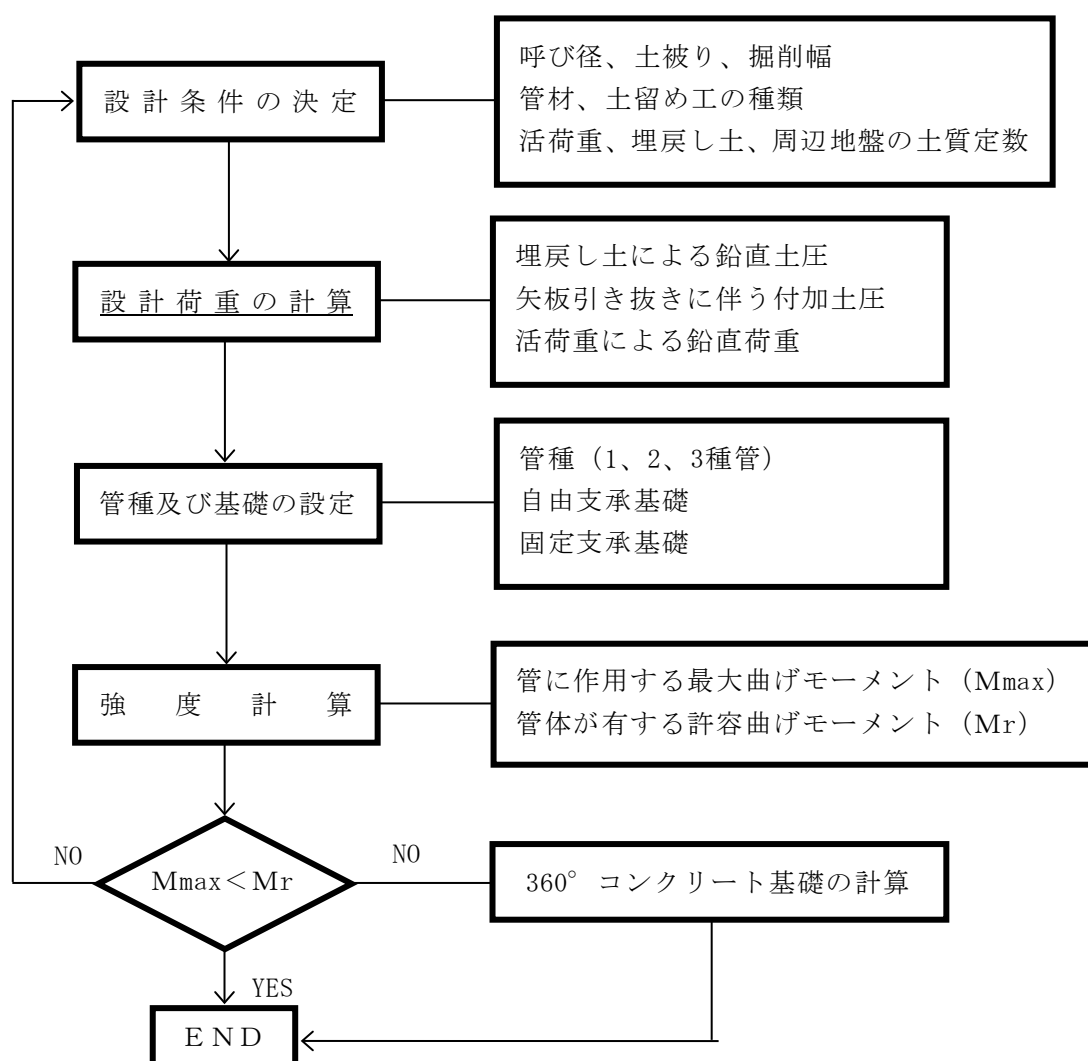 設計条件の決定
呼び径、土被り、掘削幅
管材、土留め工の種類
活荷重、埋戻し土、周辺地盤の土質定数
設計荷重の計算
埋戻し土による鉛直土圧
矢板引き抜きに伴う付加土圧
活荷重による鉛直荷重
管種及び基礎の設定
管種（1、2、3種管）
自由支承基礎
固定支承基礎
強度計算
管に作用する最大曲げモーメント（Mmax）
管体が有する許容曲げモーメント（Mr）
NO
Mmax＜Mr
NO
360°コンクリート基礎の計算
YES
END